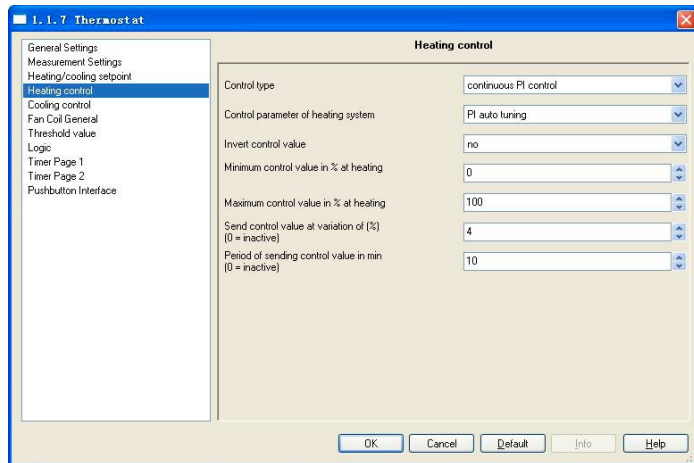 1.1.7 Thermostat
General Settings
Measurement Settings
Heating/cooling setpoint
Heating control
Cooling control
Fan Coil General
Threshold value
Logic
Timer Page 1
Timer Page 2
Pushbutton Interface
Heating control
Control type
continuous PI control
Control parameter of heating system
PI auto tuning
Invert control value
no
Minimum control value in % at heating
0
Maximum control value in % at heating
100
Send control value at variation of (%)
(0 = inactive)
4
Period of sending control value in min
(0 = inactive)
10
OK Cancel Default Info Help